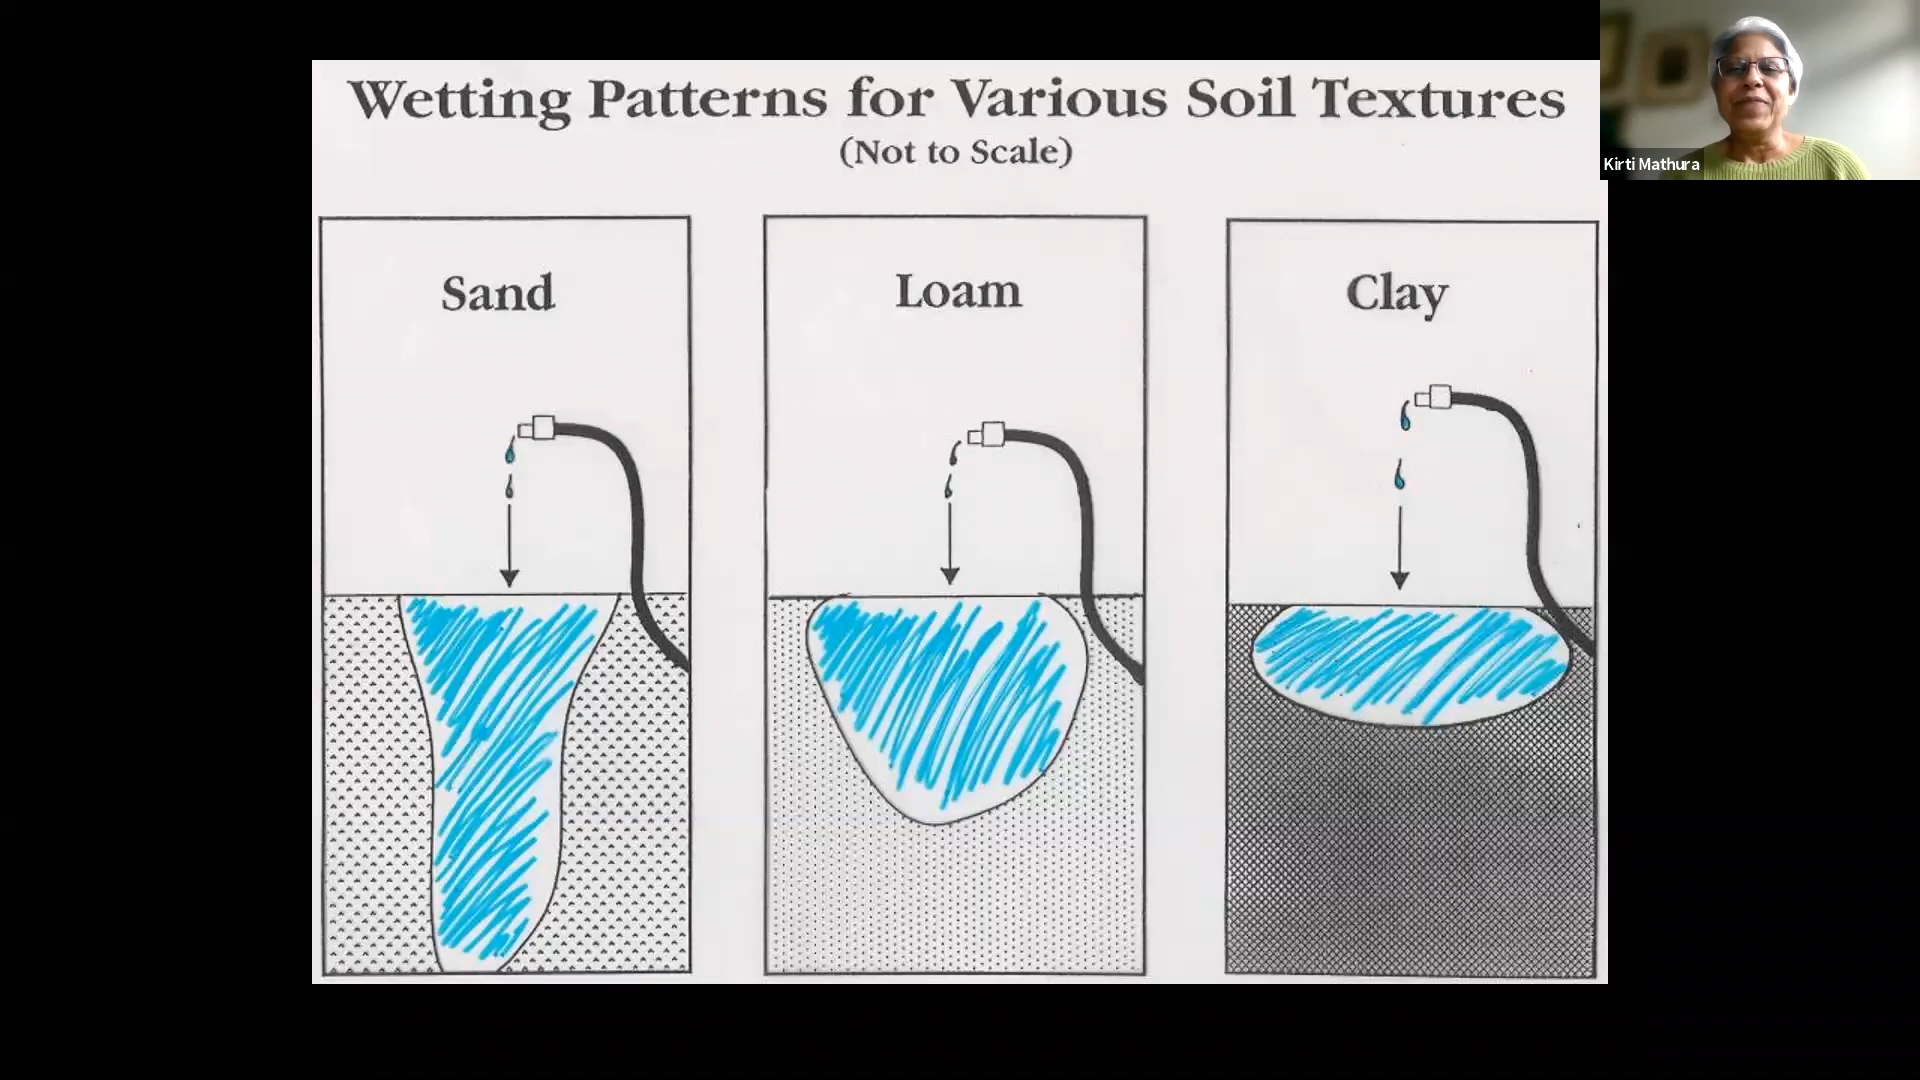 Wetting Patterns for Various Soil Textures
(Not to Scale)
Kirti Mathura
Sand
Loam
Clay